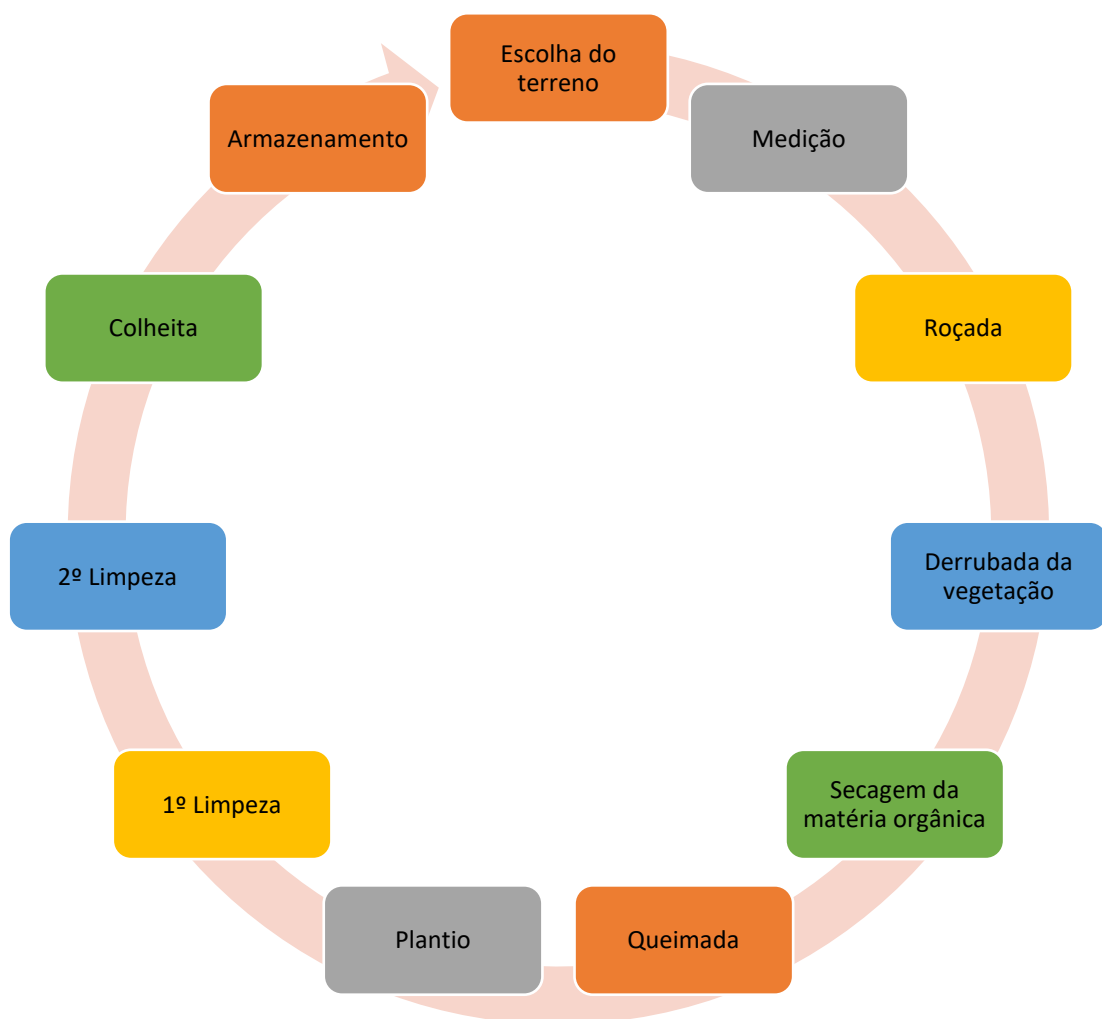 Escolha do
terreno
Medição
Roçada
Derrubada da
vegetação
Secagem da
matéria orgânica
Queimada
Plantio
1º Limpeza
2º Limpeza
Colheita
Armazenamento